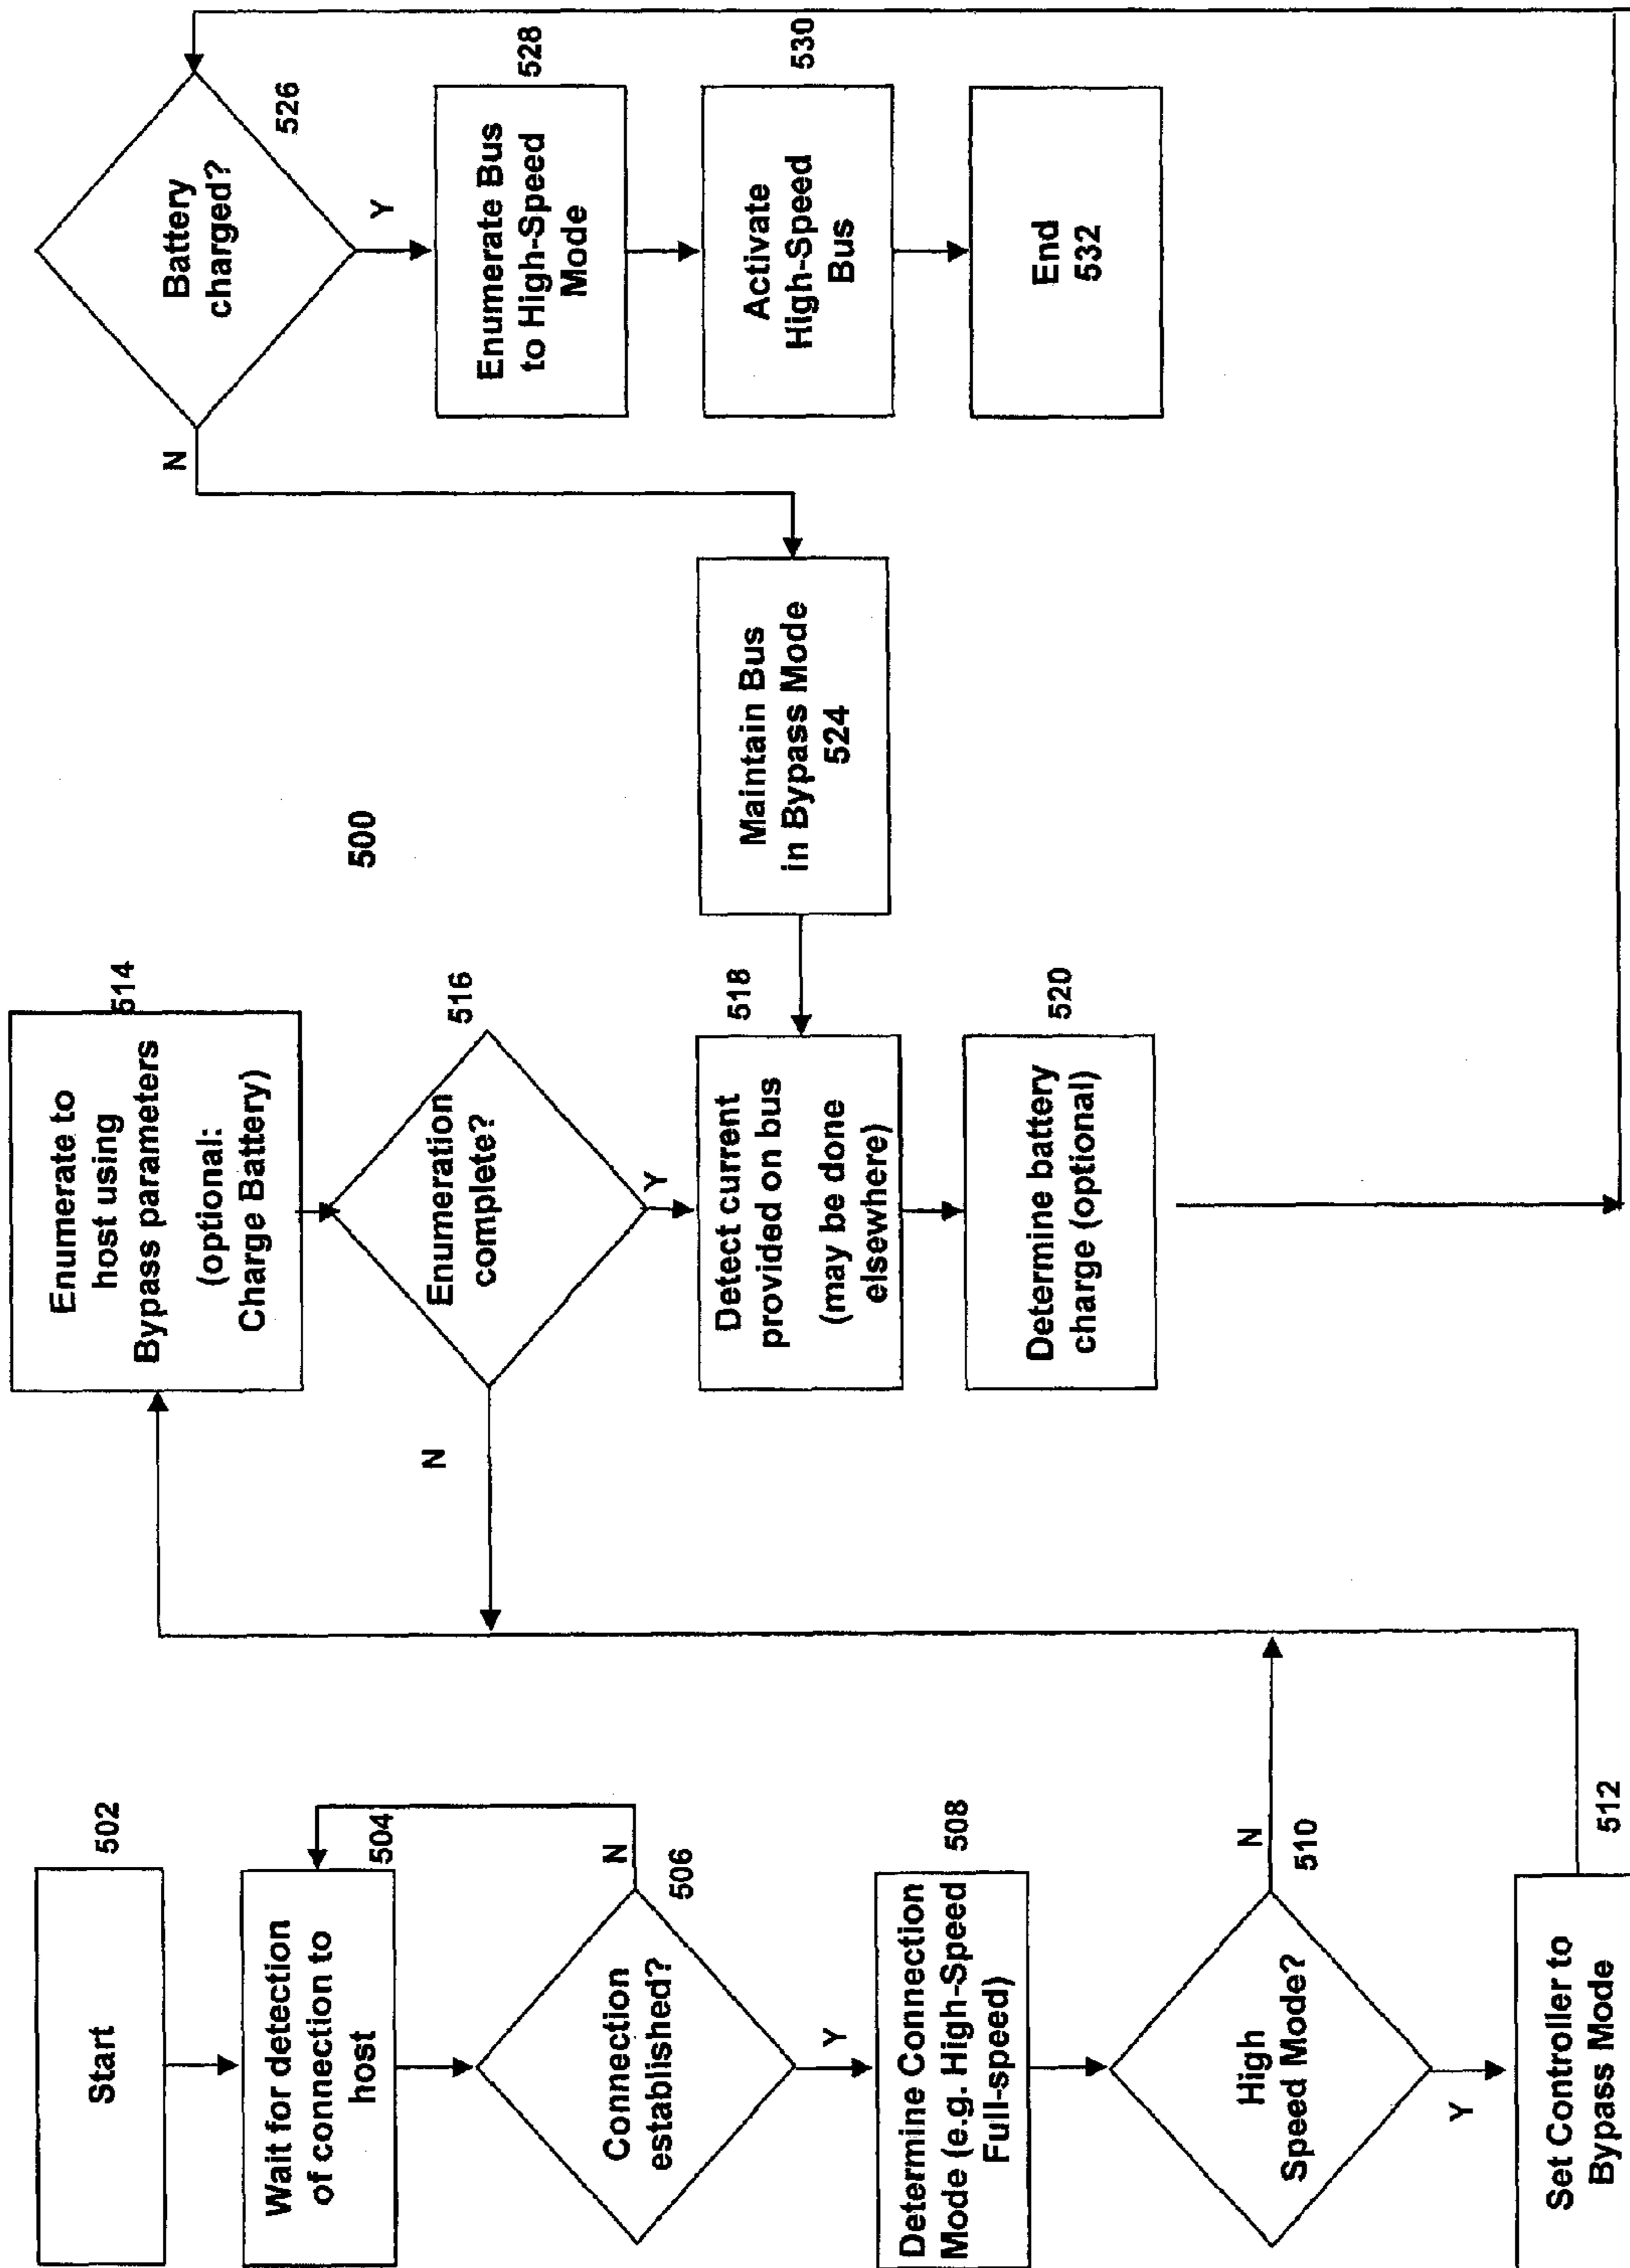 Start
502
Wait for detection
of connection to
host
504
Connection
established?
506
N
Y
Determine Connection
Mode (e.g. High-Speed
Full-speed)
508
High
Speed Mode?
510
N
Y
Set Controller to
Bypass Mode
512
Enumerate to
host using
Bypass parameters
(optional:
Charge Battery)
514
Enumeration
complete?
516
N
Y
Detect current
provided on bus
(may be done
elsewhere)
518
Determine battery
charge (optional)
520
500
Maintain Bus
in Bypass Mode
524
Battery
charged?
526
N
Y
Enumerate Bus
to High-Speed
Mode
528
Activate
High-Speed
Bus
530
End
532